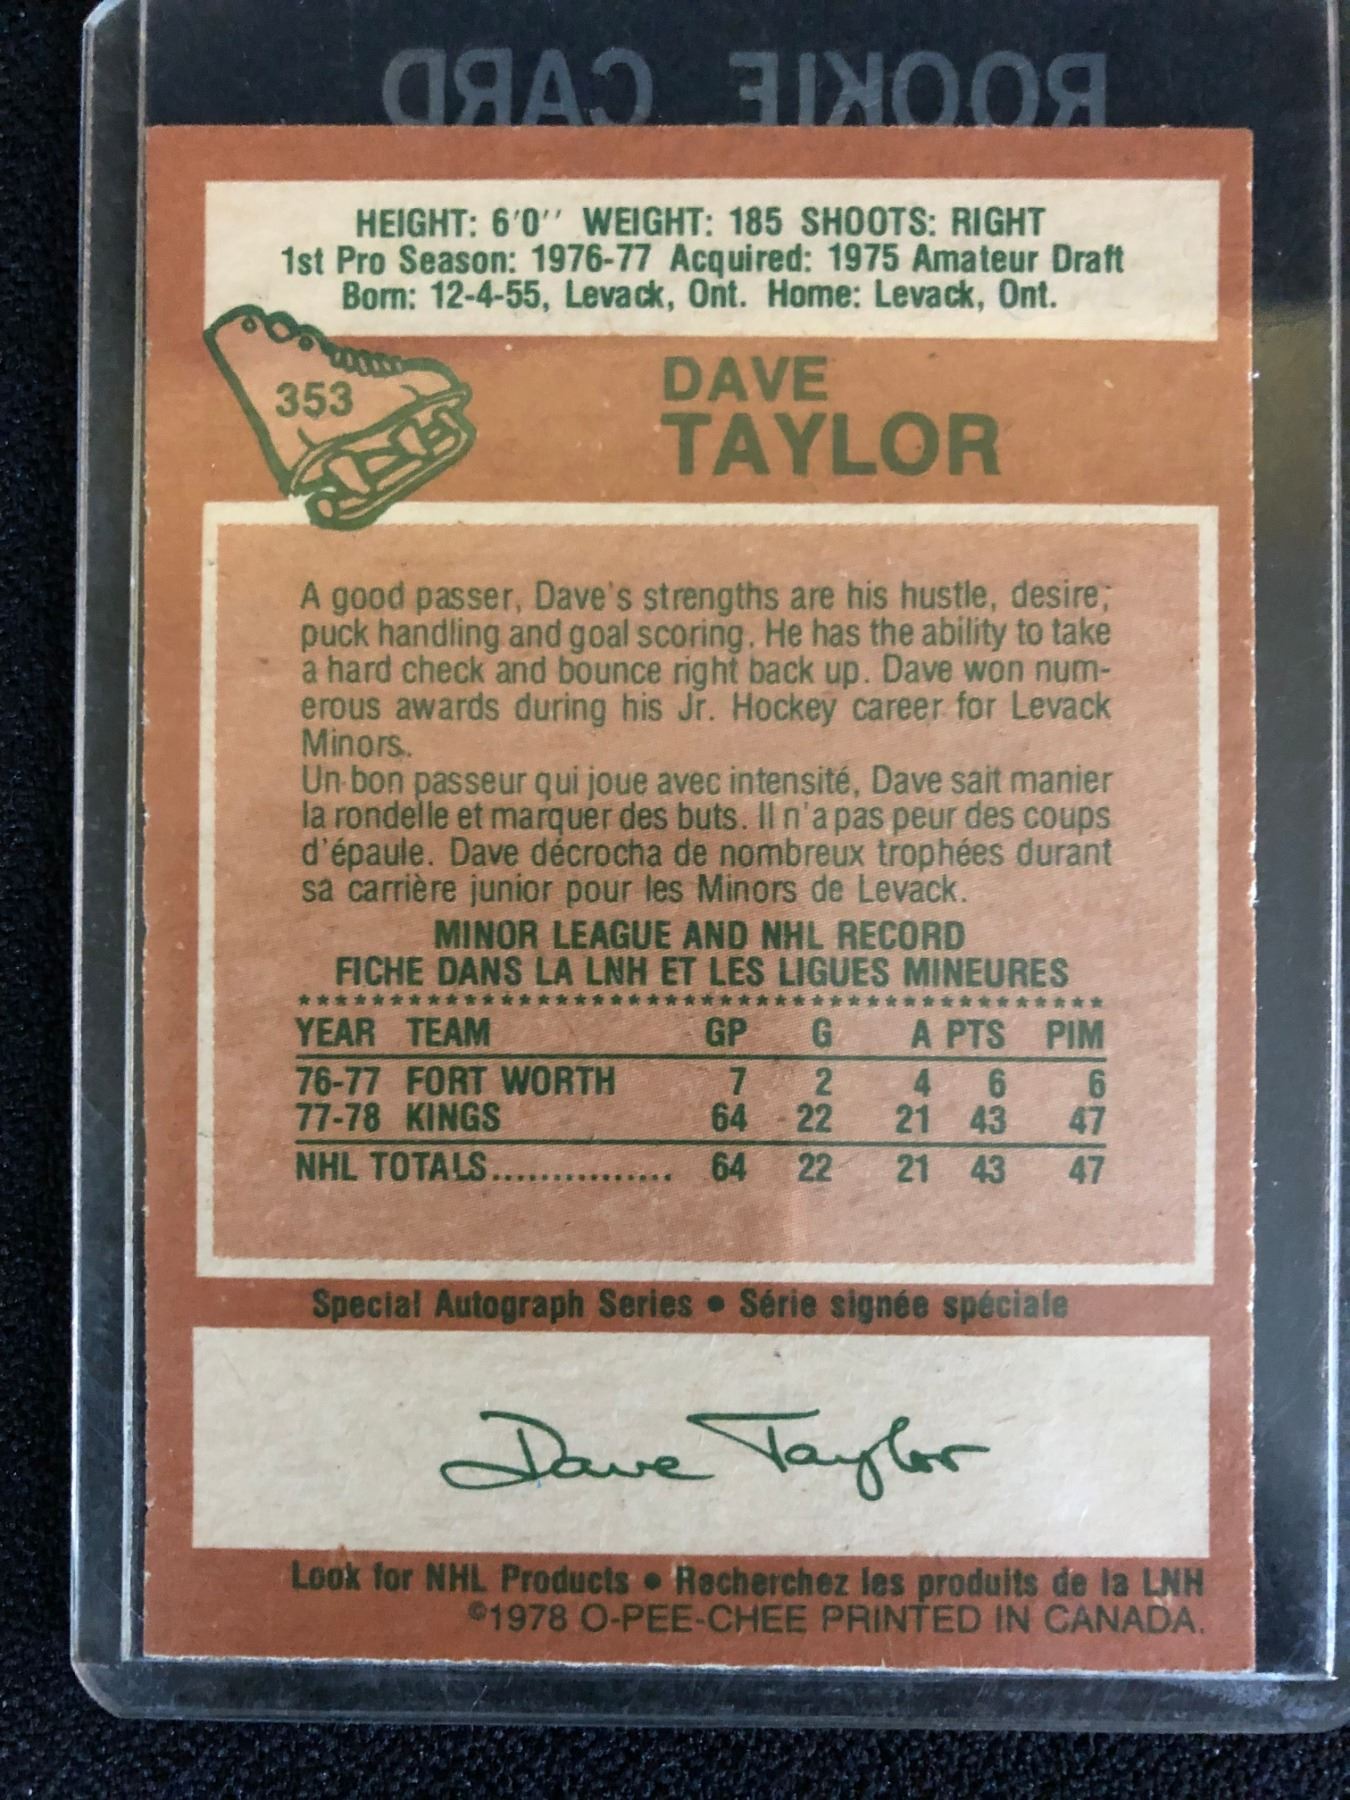 ROOKIE CARD
HEIGHT: 6'0'' WEIGHT: 185 SHOOTS: RIGHT
1st Pro Season: 1976-77 Acquired: 1975 Amateur Draft
Born: 12-4-55, Levack, Ont. Home: Levack, Ont.
353
DAVE
TAYLOR
A good passer, Dave's strengths are his hustle, desire,
puck handling and goal scoring. He has the ability to take
a hard check and bounce right back up. Dave won num-
erous awards during his Jr. Hockey career for Levack
Minors.
Un bon passeur qui joue avec intensité, Dave sait manier
la rondelle et marquer des buts. Il n'a pas peur des coups
d'épaule. Dave décrocha de nombreux trophées durant
sa carrière junior pour les Minors de Levack.
MINOR LEAGUE AND NHL RECORD
FICHE DANS LA LNH ET LES LIGUES MINEURES
YEAR TEAM GP G A PTS PIM
76-77 FORT WORTH 7 2 4 6 6
77-78 KINGS 64 22 21 43 47
NHL TOTALS............... 64 22 21 43 47
Special Autograph Series • Série signée spéciale
Dave Taylor
Look for NHL Products • Recherchez les produits de la LNH
©1978 O-PEE-CHEE PRINTED IN CANADA.